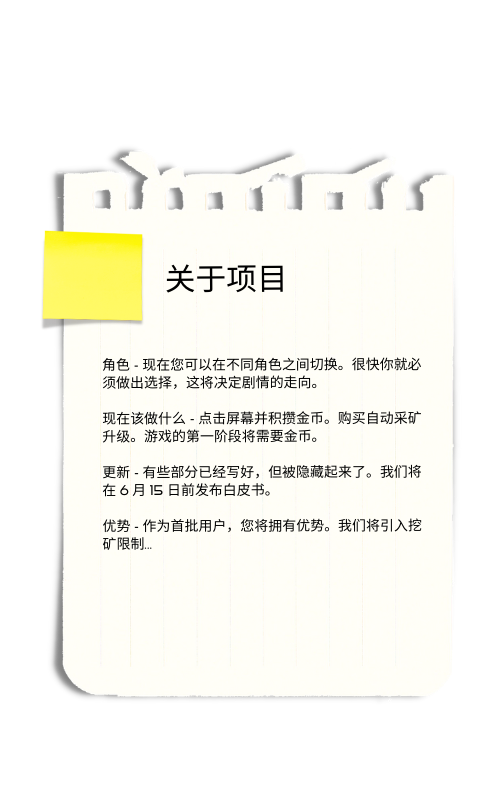 关于项目
角色 - 现在您可以在不同角色之间切换。很快你就必
须做出选择，这将决定剧情的走向。
现在该做什么 - 点击屏幕并积攒金币。购买自动采矿
升级。游戏的第一阶段将需要金币。
更新 - 有些部分已经写好，但被隐藏起来了。我们将
在 6 月 15 日前发布白皮书。
优势 - 作为首批用户，您将拥有优势。我们将引入挖
矿限制...